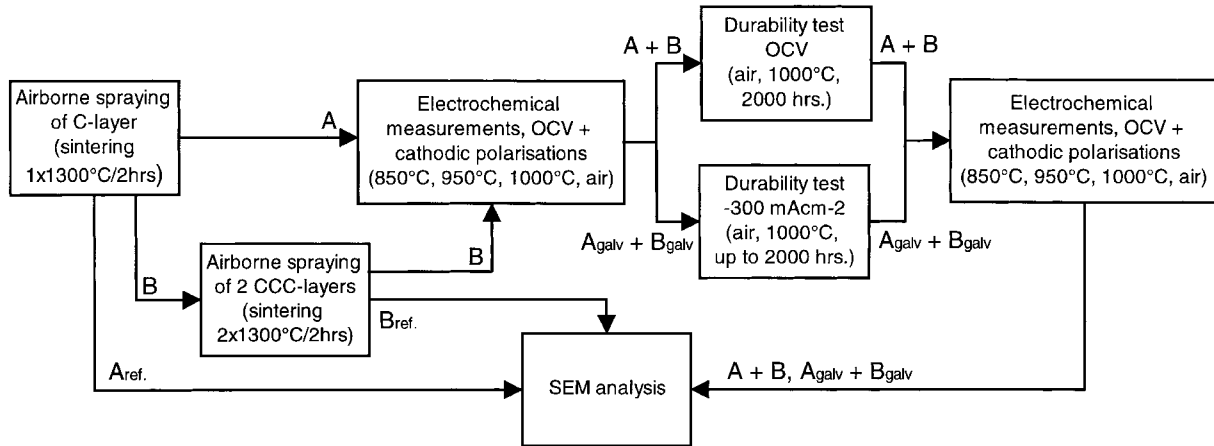 Airborne spraying
of C-layer
(sintering
1x1300°C/2hrs)
A
Electrochemical
measurements, OCV +
cathodic polarisations
(850°C, 950°C, 1000°C, air)
A + B
Durability test
OCV
(air, 1000°C,
2000 hrs.)
A + B
Electrochemical
measurements, OCV +
cathodic polarisations
(850°C, 950°C, 1000°C, air)
Agalv + Bgalv
Durability test
-300 mAcm-2
(air, 1000°C,
up to 2000 hrs.)
Agalv + Bgalv
B
Airborne spraying
of 2 CCC-layers
(sintering
2x1300°C/2hrs)
B
Bref.
Aref.
SEM analysis
A + B, Agalv + Bgalv